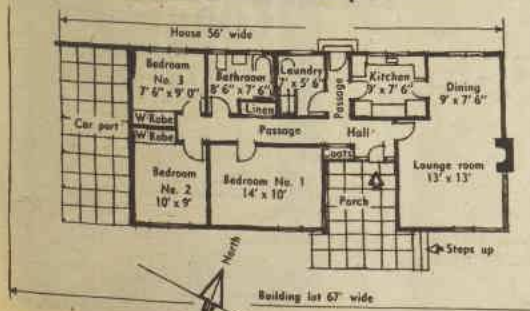 House 56' wide
Bedroom
No. 3
7' 6" x 9' 0"
Bathroom
8' 6" x 7' 6"
Laundry
7' x 5' 6"
Passage
Kitchen
9' x 7' 6"
Dining
9' x 7' 6"
Linen
W·Robe
W·Robe
Car port
Passage
Hall
Coats
Bedroom
No. 2
10' x 9'
Bedroom No. 1
14' x 10'
Porch
Lounge room
13' x 13'
Steps up
North
Building lot 67' wide